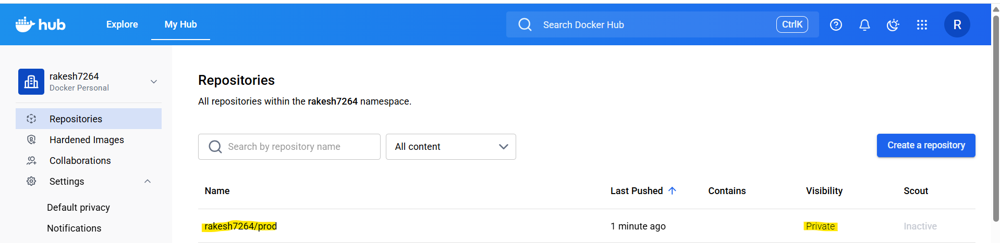 hub Explore My Hub Search Docker Hub CtrlK R
rakesh7264
Docker Personal
Repositories
Hardened Images
Collaborations
Settings
Default privacy
Notifications
Repositories
All repositories within the rakesh7264 namespace.
Search by repository name All content Create a repository
Name Last Pushed Contains Visibility Scout
rakesh7264/prod 1 minute ago Private Inactive